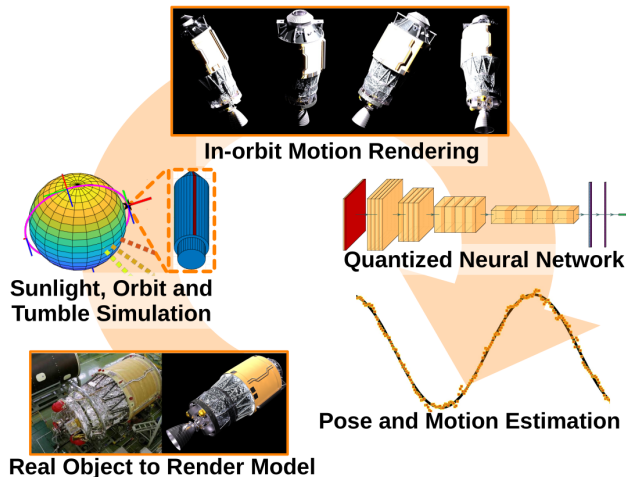 In-orbit Motion Rendering
Quantized Neural Network
Sunlight, Orbit and
Tumble Simulation
Pose and Motion Estimation
Real Object to Render Model